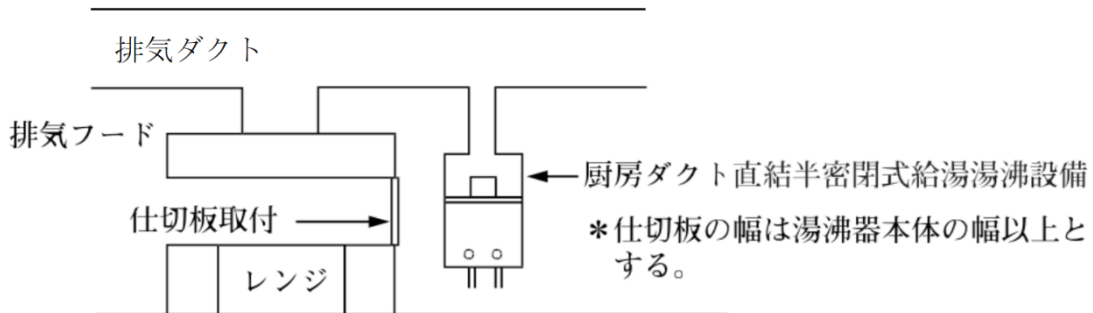 排気ダクト
排気フード
厨房ダクト直結半密閉式給湯湯沸設備
仕切板取付
*仕切板の幅は湯沸器本体の幅以上と
する。
レンジ